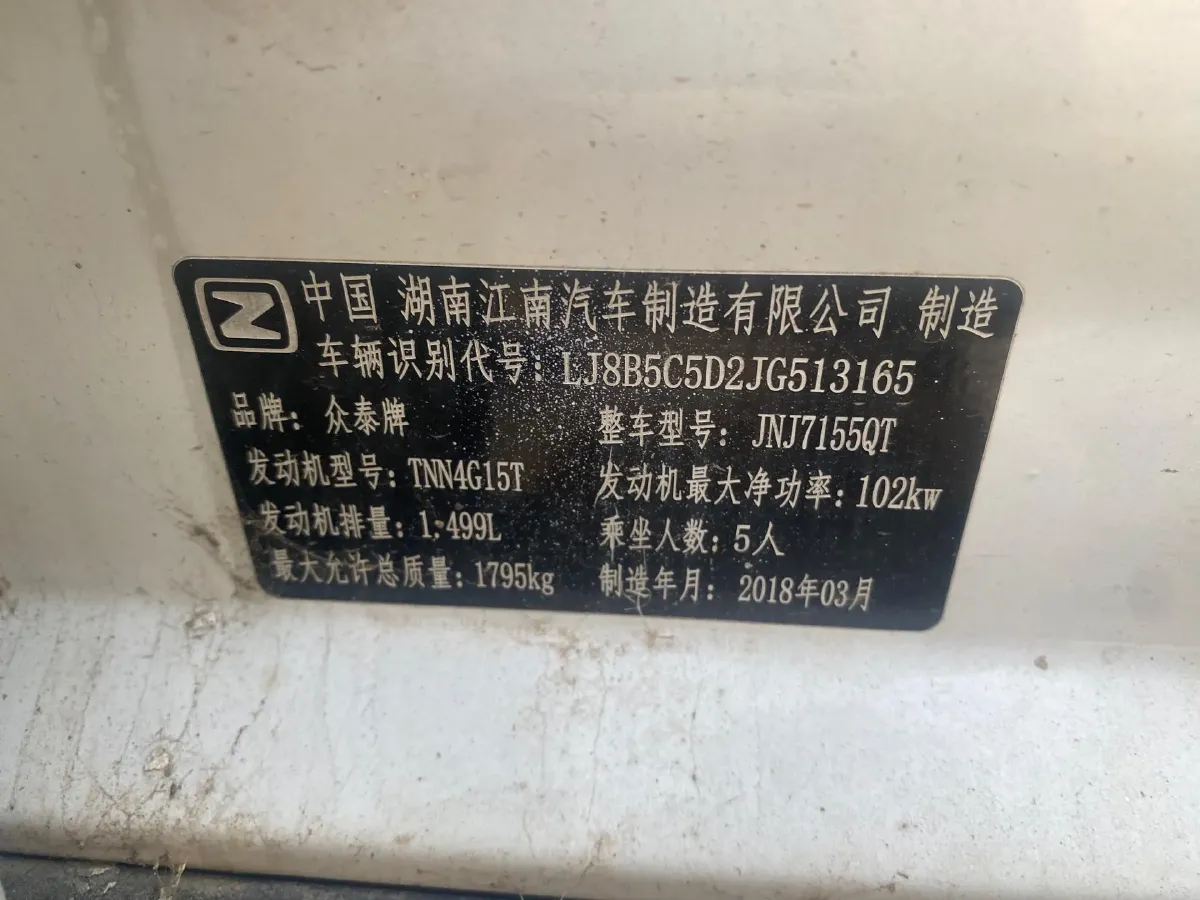 中国 湖南江南汽车制造有限公司 制造
车辆识别代号：LJ8B5C5D2JG513165
品牌：众泰牌 整车型号：JNJ7155QT
发动机型号：TNN4G15T 发动机最大净功率：102kw
发动机排量：1.499L 乘坐人数：5人
最大允许总质量：1795kg 制造年月：2018年03月